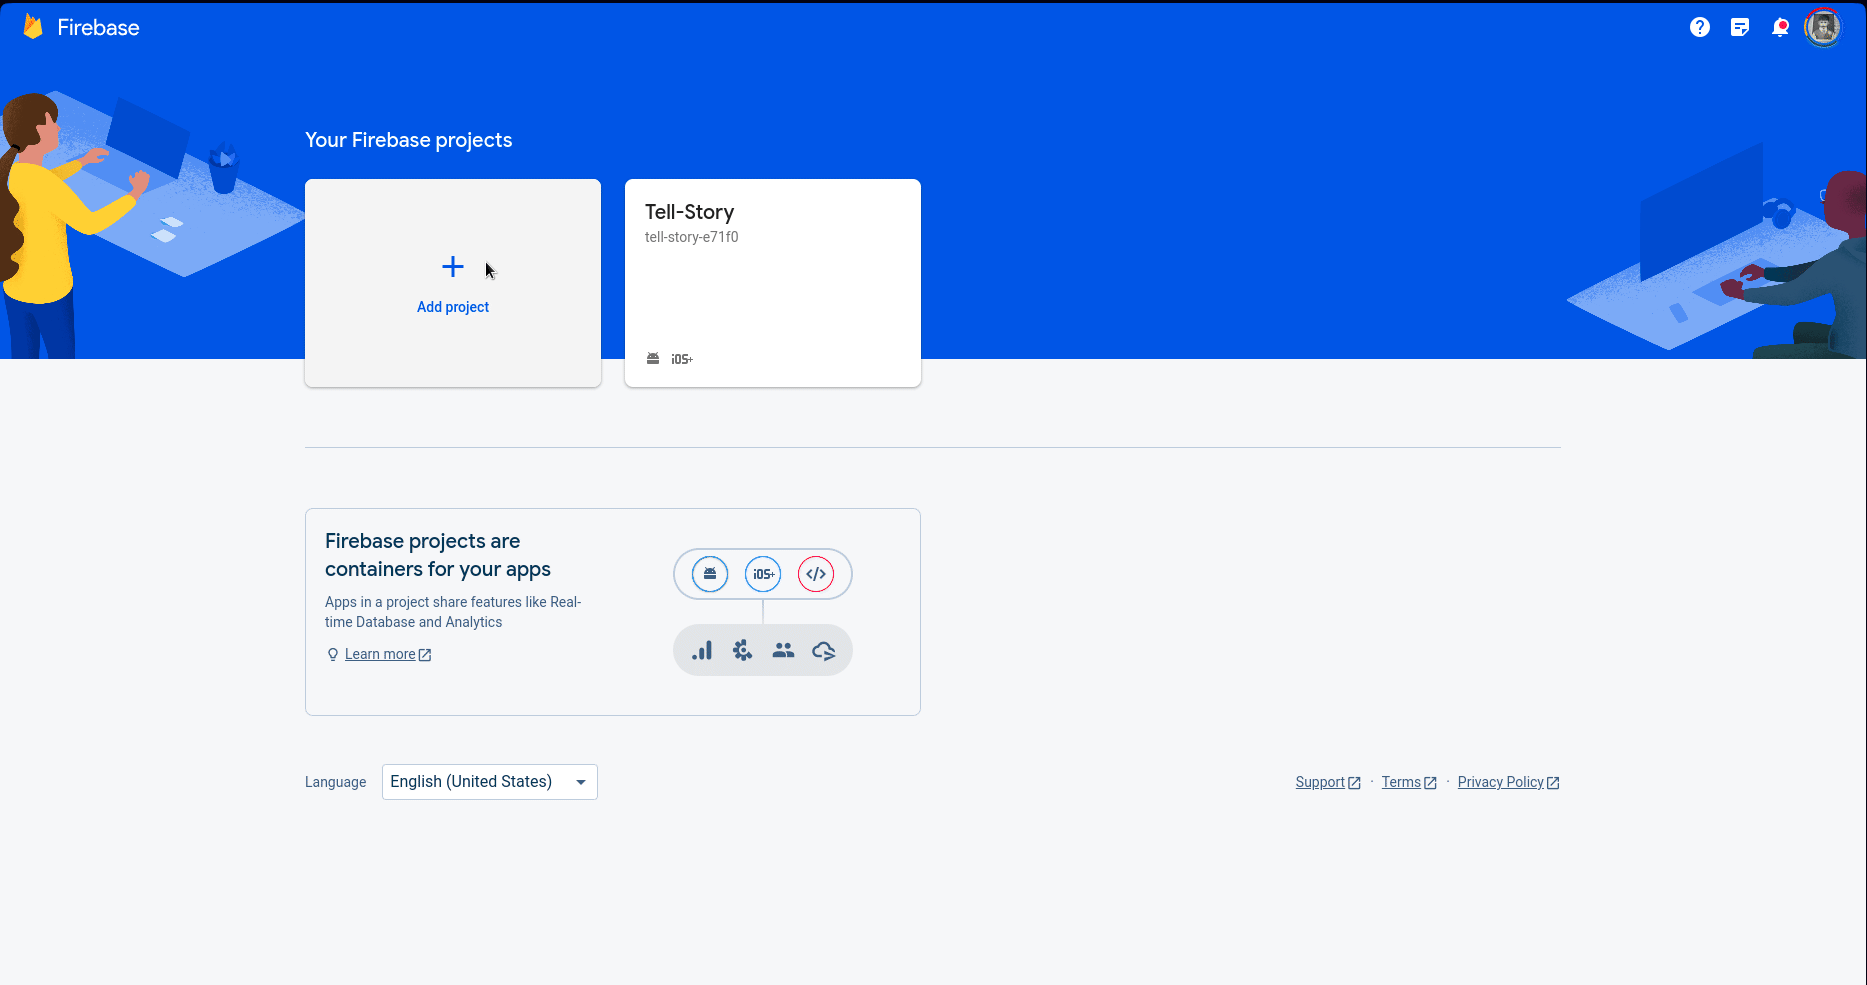 Firebase
Your Firebase projects
Add project
Tell-Story
tell-story-e71f0
iOS+
Firebase projects are
containers for your apps
Apps in a project share features like Real-
time Database and Analytics
Learn more
iOS+
Language
English (United States)
Support · Terms · Privacy Policy